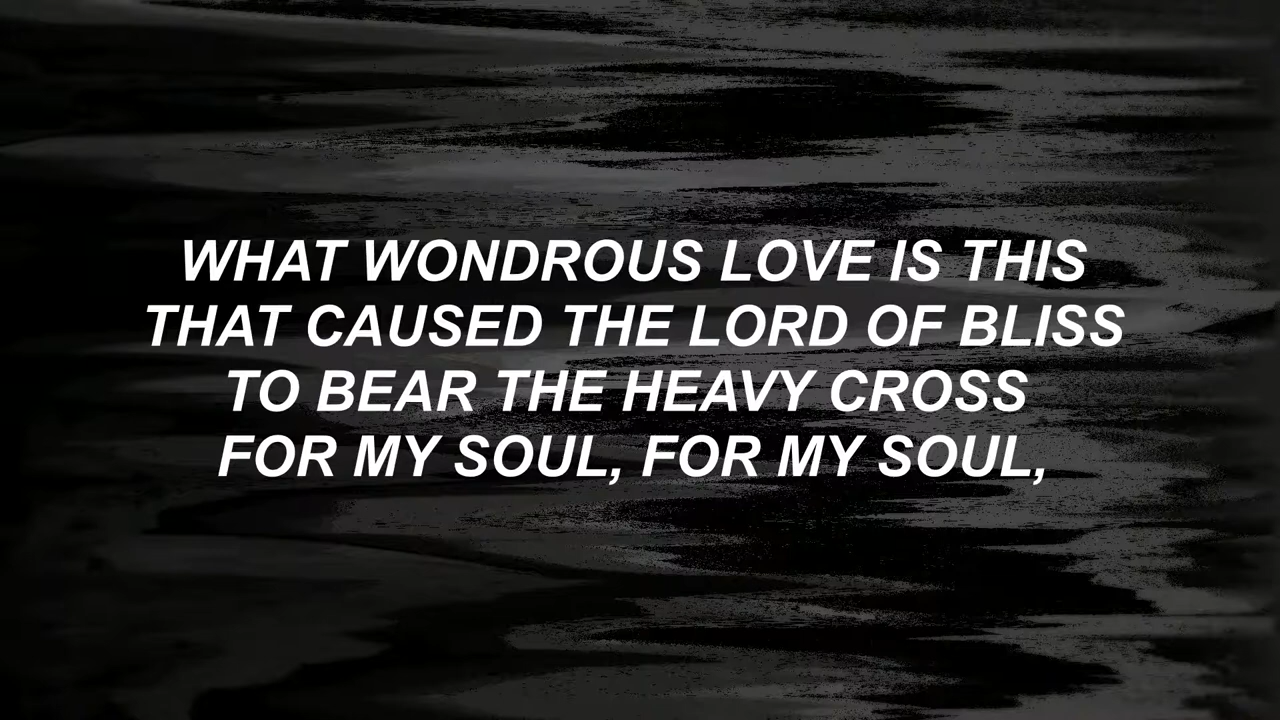 WHAT WONDROUS LOVE IS THIS
THAT CAUSED THE LORD OF BLISS
TO BEAR THE HEAVY CROSS
FOR MY SOUL, FOR MY SOUL,